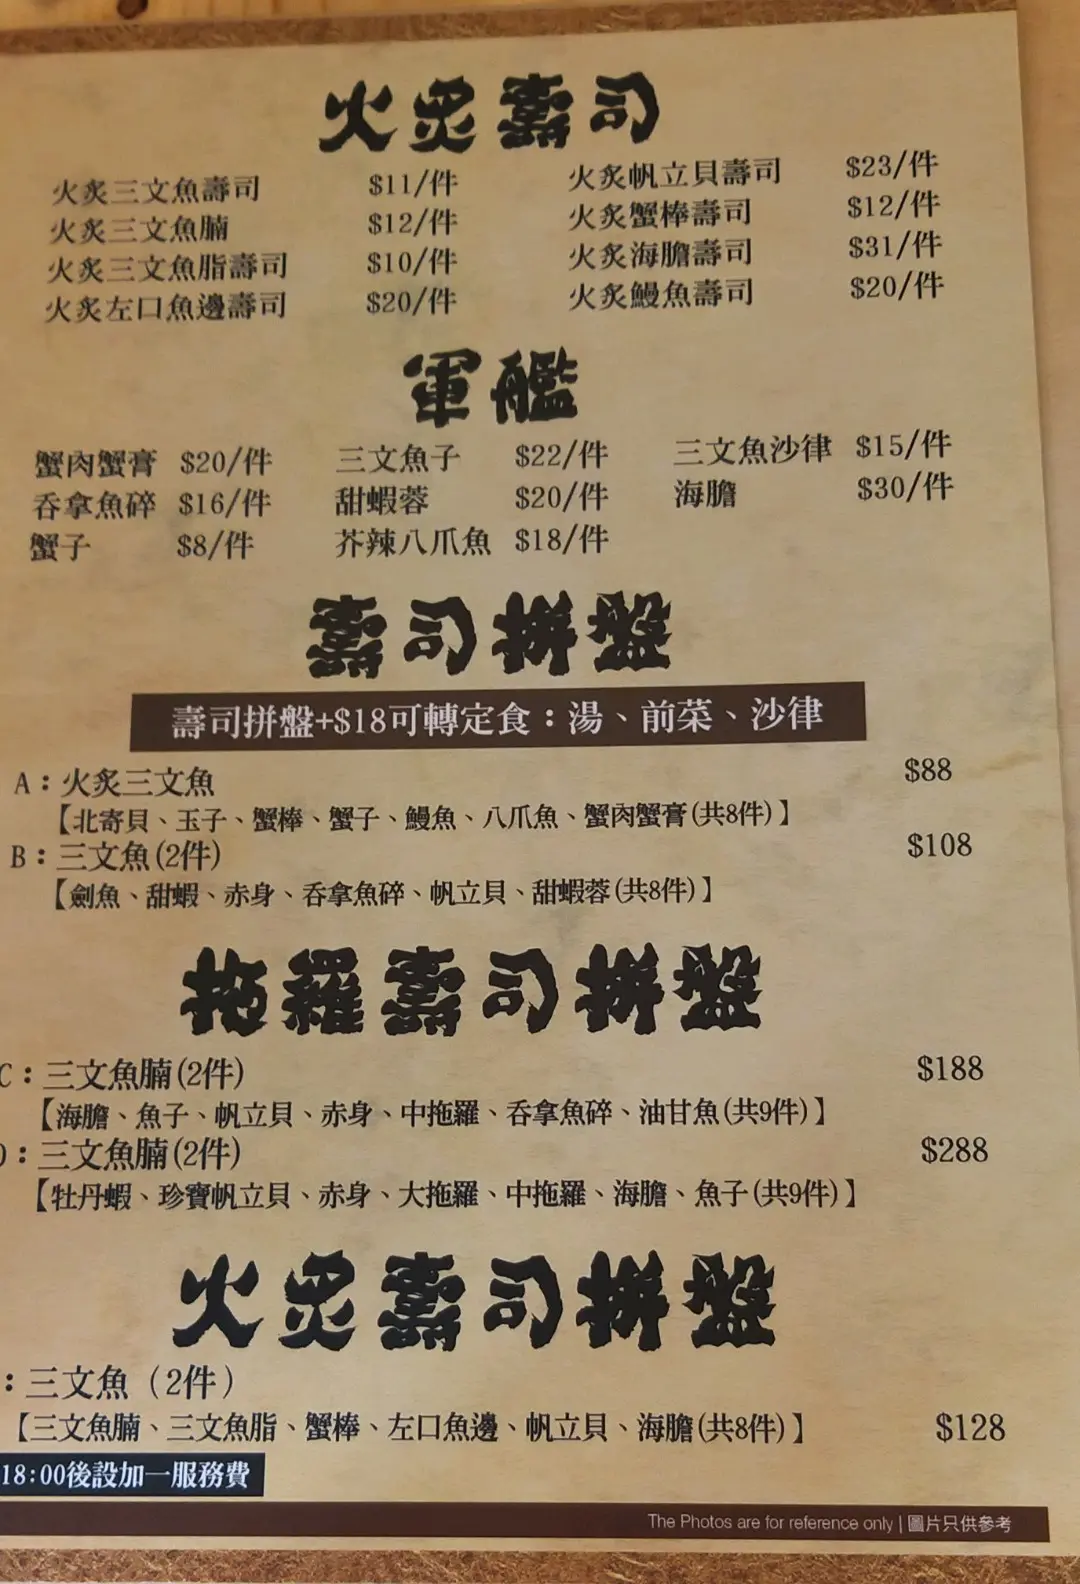 火炙壽司
火炙三文魚壽司 $11/件 火炙帆立貝壽司 $23/件
火炙三文魚腩 $12/件 火炙蟹棒壽司 $12/件
火炙三文魚脂壽司 $10/件 火炙海膽壽司 $31/件
火炙左口魚邊壽司 $20/件 火炙鰻魚壽司 $20/件
軍艦
蟹肉蟹膏 $20/件 三文魚子 $22/件 三文魚沙律 $15/件
吞拿魚碎 $16/件 甜蝦蓉 $20/件 海膽 $30/件
蟹子 $8/件 芥辣八爪魚 $18/件
壽司拼盤
壽司拼盤+$18可轉定食：湯、前菜、沙律
A：火炙三文魚 $88
【北寄貝、玉子、蟹棒、蟹子、鰻魚、八爪魚、蟹肉蟹膏(共8件)】
B：三文魚(2件) $108
【劍魚、甜蝦、赤身、吞拿魚碎、帆立貝、甜蝦蓉(共8件)】
拖羅壽司拼盤
C：三文魚腩(2件) $188
【海膽、魚子、帆立貝、赤身、中拖羅、吞拿魚碎、油甘魚(共9件)】
D：三文魚腩(2件) $288
【牡丹蝦、珍寶帆立貝、赤身、大拖羅、中拖羅、海膽、魚子(共9件)】
火炙壽司拼盤
：三文魚（2件）
【三文魚腩、三文魚脂、蟹棒、左口魚邊、帆立貝、海膽(共8件)】 $128
18:00後設加一服務費
The Photos are for reference only | 圖片只供參考